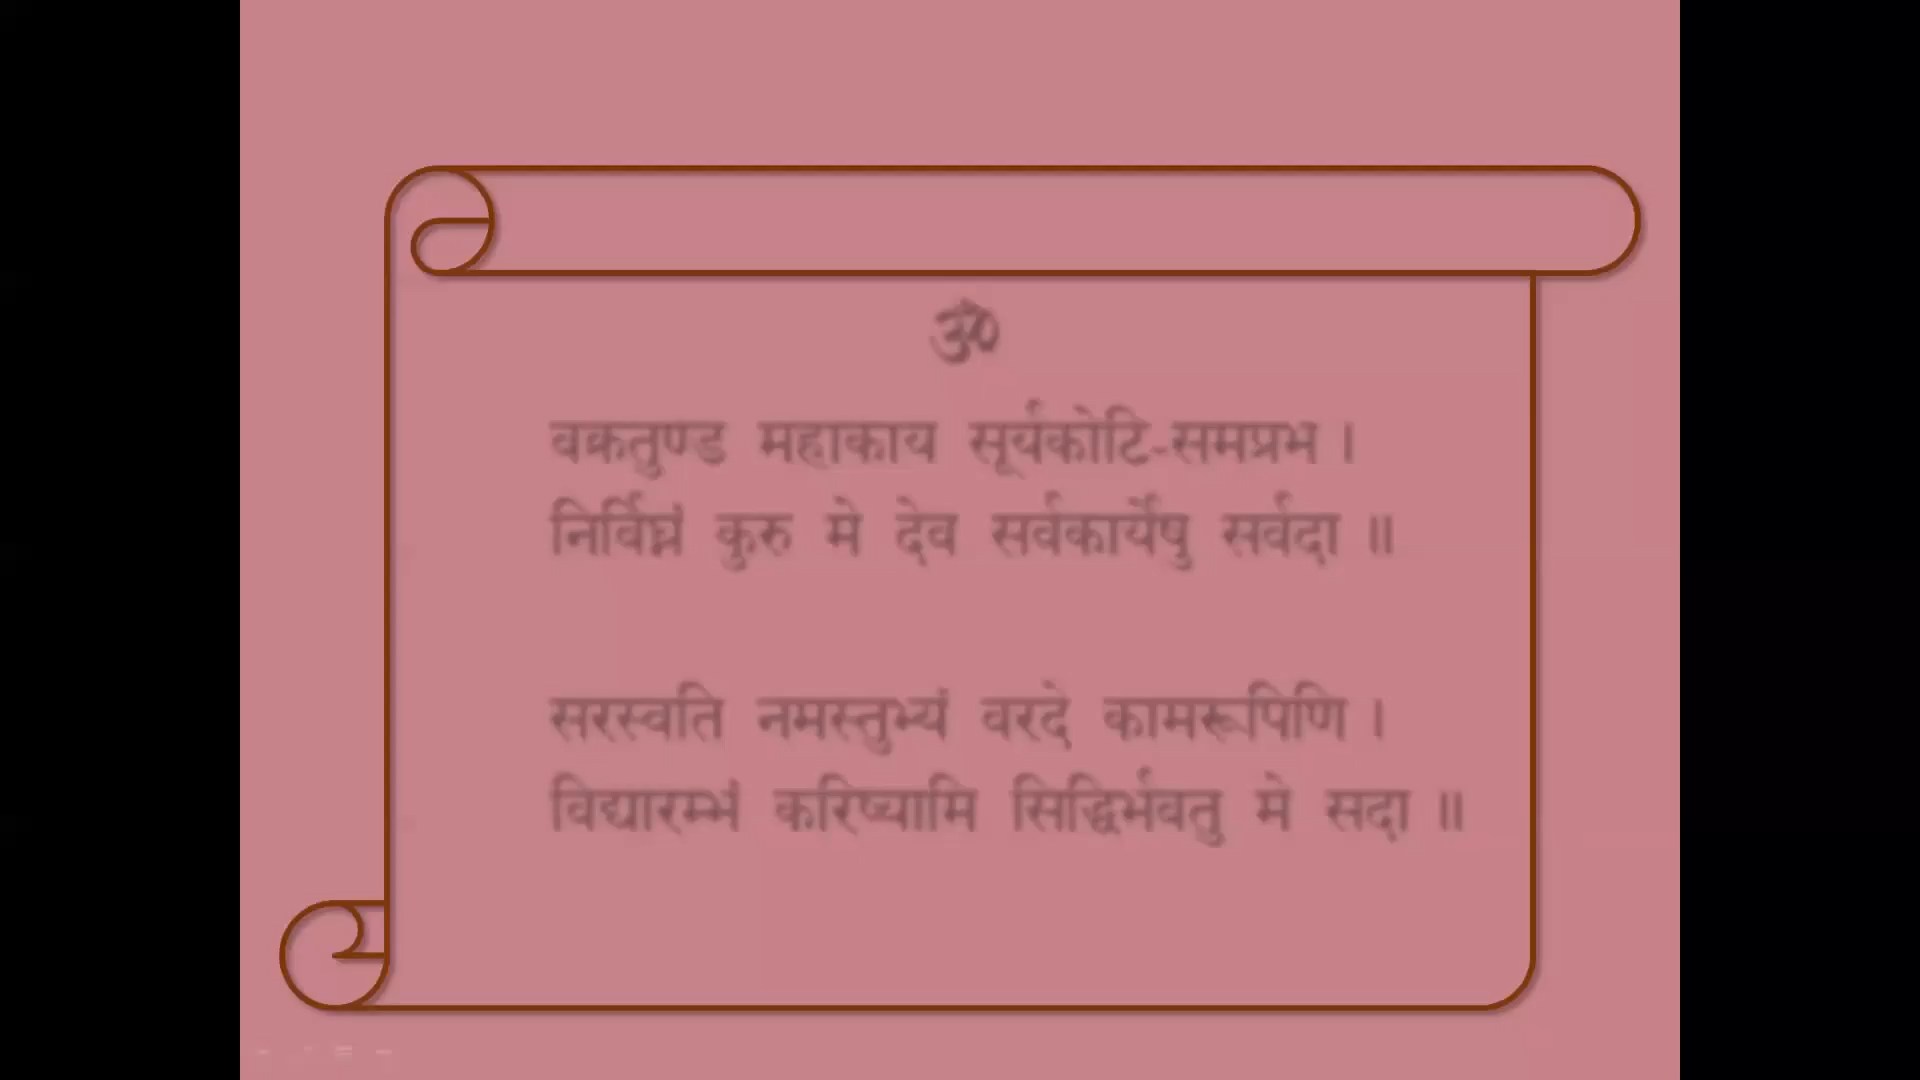 ॐ
वक्रतुण्ड महाकाय सूर्यकोटि-समप्रभ ।
निर्विघ्नं कुरु मे देव सर्वकार्येषु सर्वदा ॥
सरस्वति नमस्तुभ्यं वरदे कामरूपिणि ।
विद्यारम्भं करिष्यामि सिद्धिर्भवतु मे सदा ॥